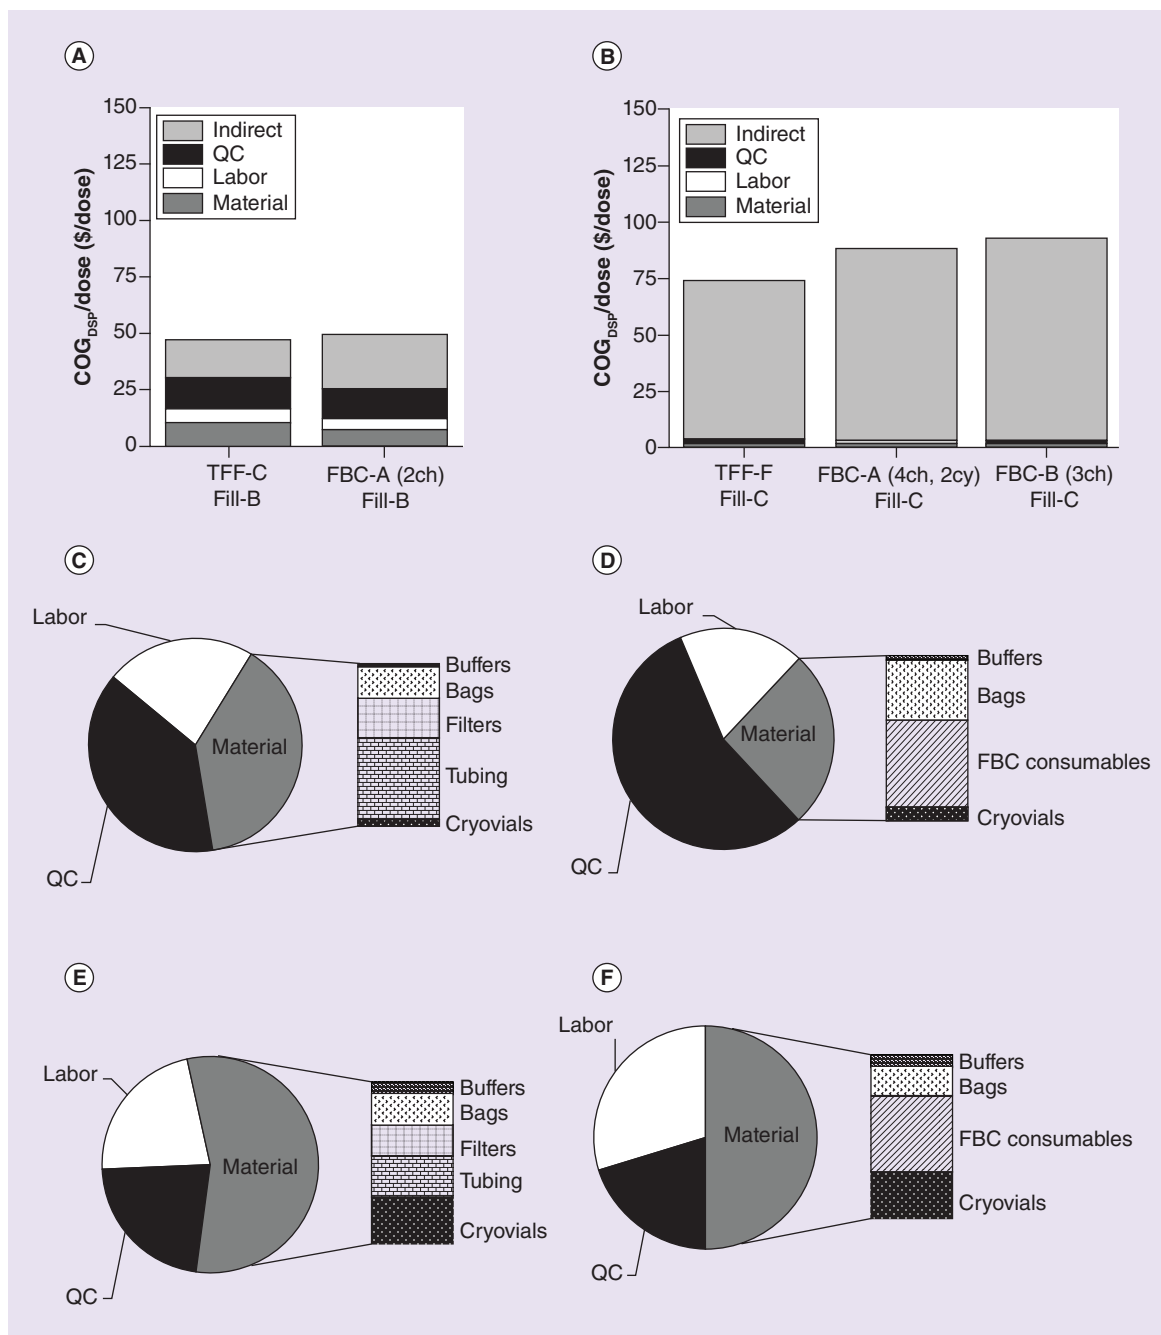 A
COG_DSP/dose ($/dose)
150
125
100
75
50
25
0
Indirect
QC
Labor
Material
TFF-C
Fill-B
FBC-A (2ch)
Fill-B
B
COG_DSP/dose ($/dose)
150
125
100
75
50
25
0
Indirect
QC
Labor
Material
TFF-F
Fill-C
FBC-A (4ch, 2cy)
Fill-C
FBC-B (3ch)
Fill-C
C
Labor
Material
QC
Buffers
Bags
Filters
Tubing
Cryovials
D
Labor
Material
QC
Buffers
Bags
FBC consumables
Cryovials
E
Labor
Material
QC
Buffers
Bags
Filters
Tubing
Cryovials
F
Labor
Material
QC
Buffers
Bags
FBC consumables
Cryovials